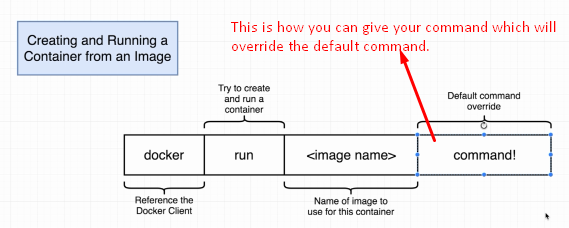 This is how you can give your command which will
override the default command.
Creating and Running a
Container from an Image
Try to create
and run a
container
Default command
override
docker
run
<image name>
command!
Reference the
Docker Client
Name of image to
use for this container